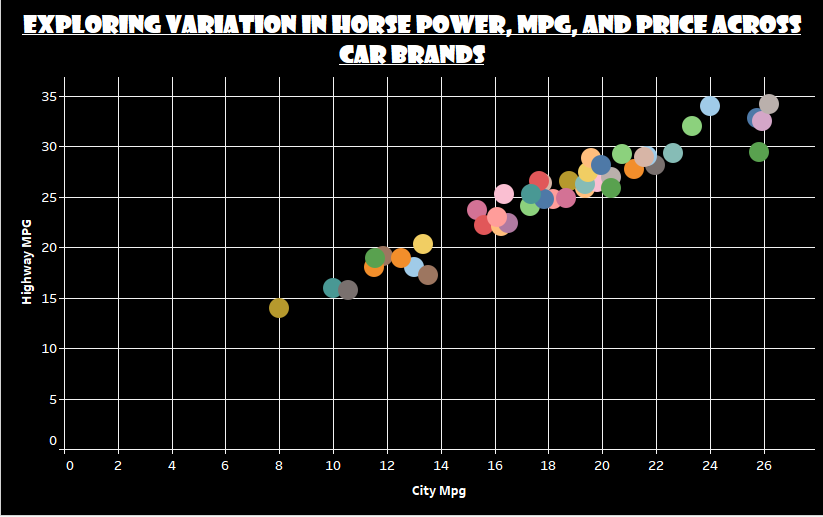 EXPLORING VARIATION IN HORSE POWER, MPG, AND PRICE ACROSS
CAR BRANDS
35
30
25
20
15
10
5
0
Highway MPG
0 2 4 6 8 10 12 14 16 18 20 22 24 26
City Mpg